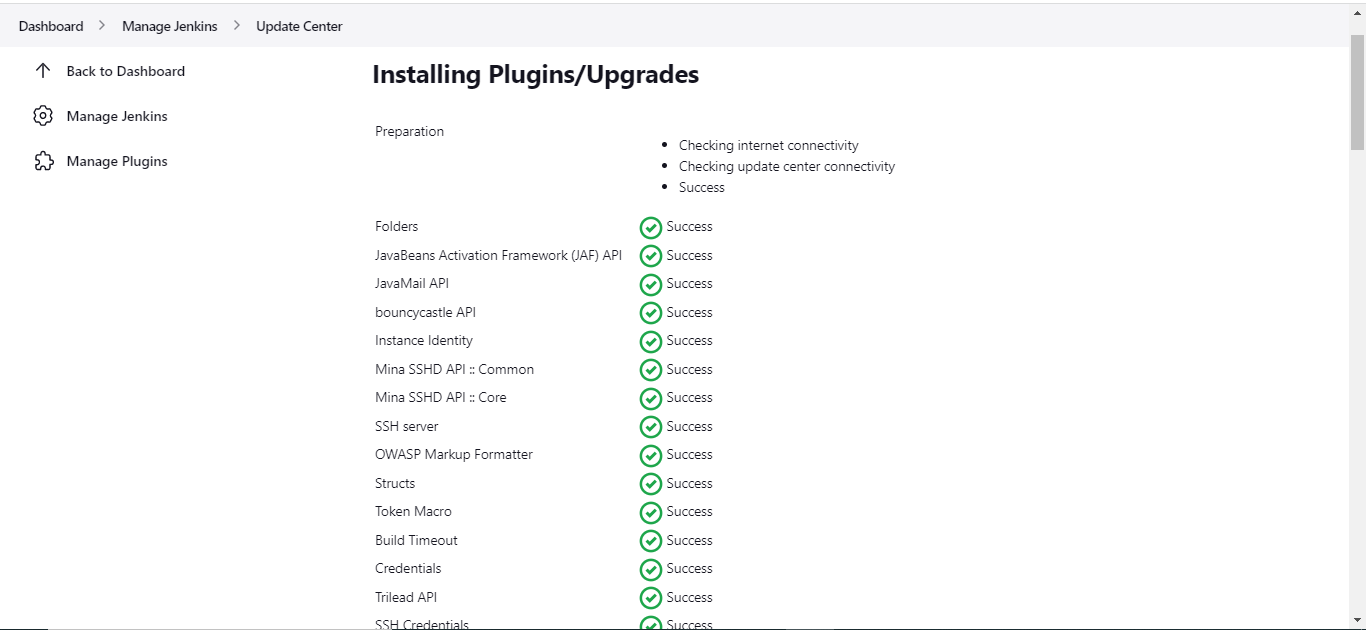 Dashboard > Manage Jenkins > Update Center
Back to Dashboard
Manage Jenkins
Manage Plugins
Installing Plugins/Upgrades
Preparation
• Checking internet connectivity
• Checking update center connectivity
• Success
Folders Success
JavaBeans Activation Framework (JAF) API Success
JavaMail API Success
bouncycastle API Success
Instance Identity Success
Mina SSHD API :: Common Success
Mina SSHD API :: Core Success
SSH server Success
OWASP Markup Formatter Success
Structs Success
Token Macro Success
Build Timeout Success
Credentials Success
Trilead API Success
SSH Credentials Success